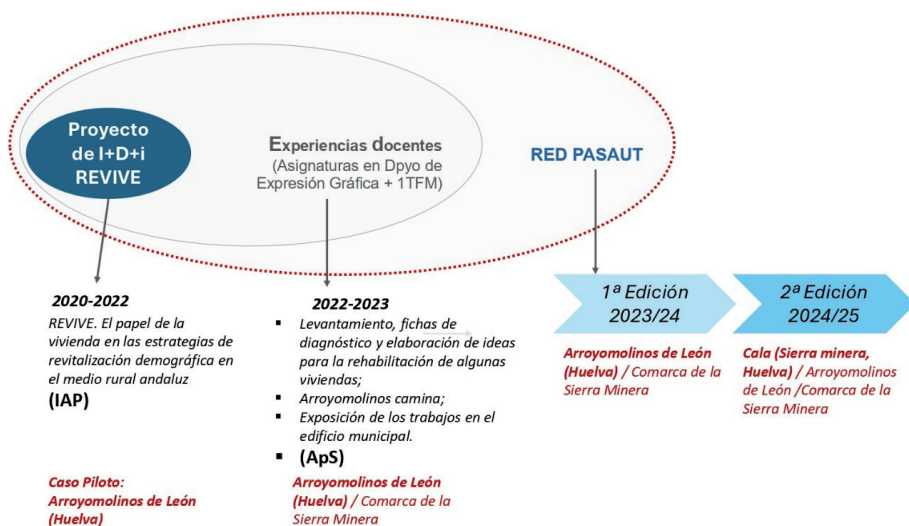 Proyecto
de I+D+i
REVIVE
Experiencias docentes
(Asignaturas en Dpyo de
Expresión Gráfica + 1TFM)
RED PASAUT
2020-2022
REVIVE. El papel de la
vivienda en las estrategias de
revitalización demográfica en
el medio rural andaluz
(IAP)
Caso Piloto:
Arroyomolinos de León
(Huelva)
2022-2023
▪ Levantamiento, fichas de
diagnóstico y elaboración de ideas
para la rehabilitación de algunas
viviendas;
▪ Arroyomolinos camina;
▪ Exposición de los trabajos en el
edificio municipal.
▪ (ApS)
Arroyomolinos de León
(Huelva) / Comarca de la
Sierra Minera
1ª Edición
2023/24
Arroyomolinos de León
(Huelva) / Comarca de la
Sierra Minera
2ª Edición
2024/25
Cala (Sierra minera,
Huelva) / Arroyomolinos
de León /Comarca de la
Sierra Minera